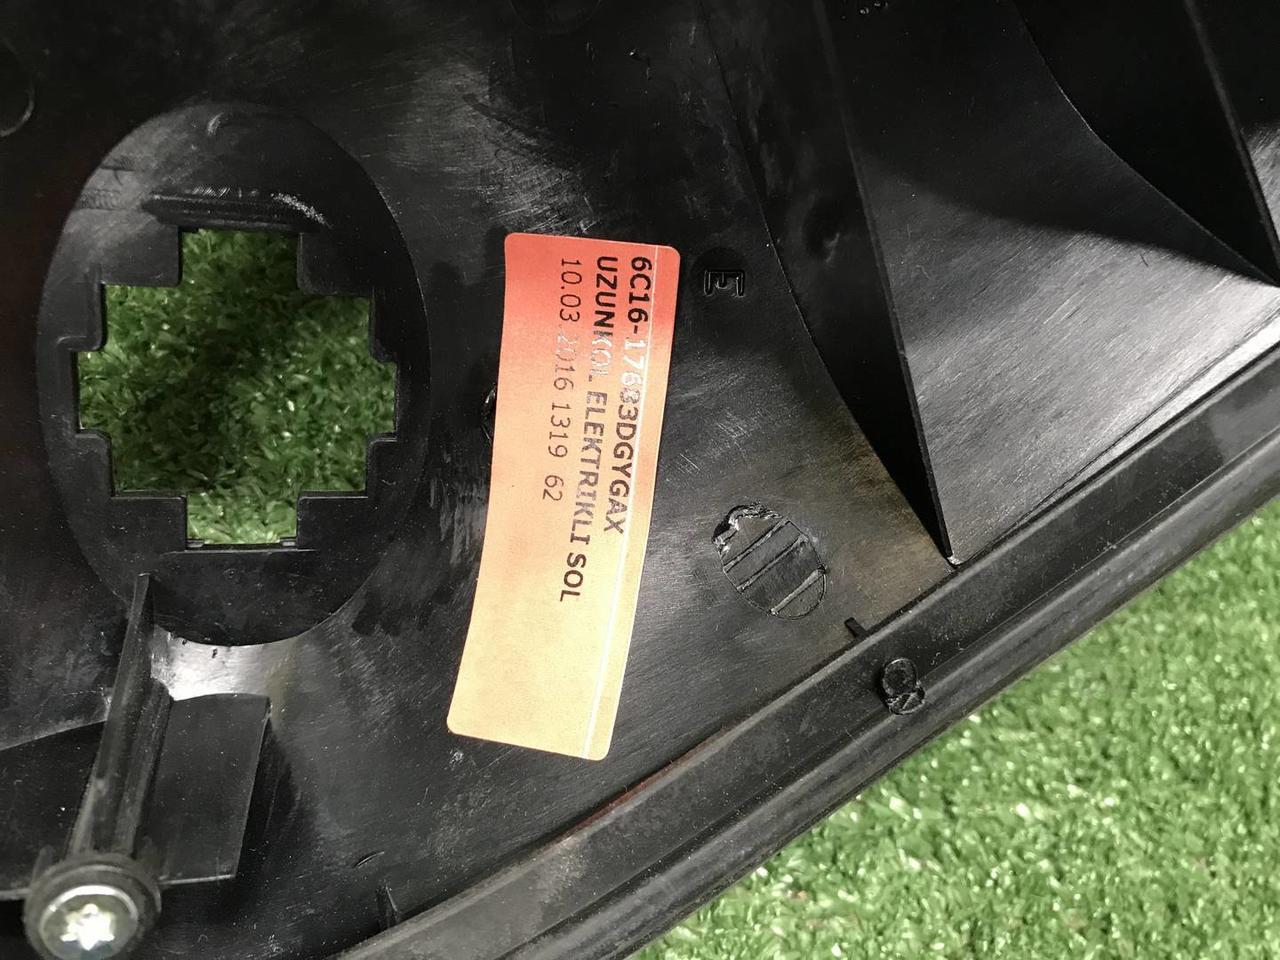 6C16-17683DGYGAX
UZUNKOL ELEKTRIKLI SOL
10.03.2016 1319 62
E